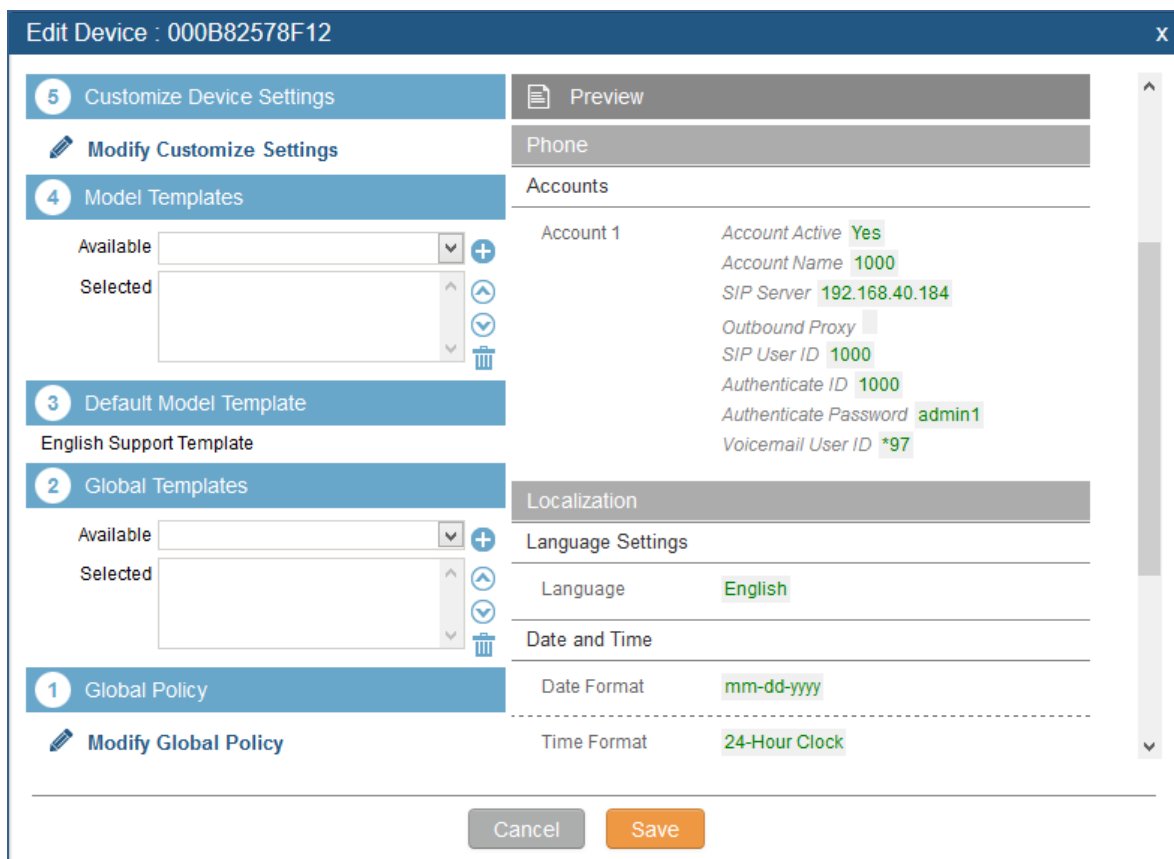 Edit Device : 000B82578F12
x
5 Customize Device Settings
Modify Customize Settings
4 Model Templates
Available
Selected
3 Default Model Template
English Support Template
2 Global Templates
Available
Selected
1 Global Policy
Modify Global Policy
Preview
Phone
Accounts
Account 1
Account Active Yes
Account Name 1000
SIP Server 192.168.40.184
Outbound Proxy
SIP User ID 1000
Authenticate ID 1000
Authenticate Password admin1
Voicemail User ID *97
Localization
Language Settings
Language English
Date and Time
Date Format mm-dd-yyyy
Time Format 24-Hour Clock
Cancel Save